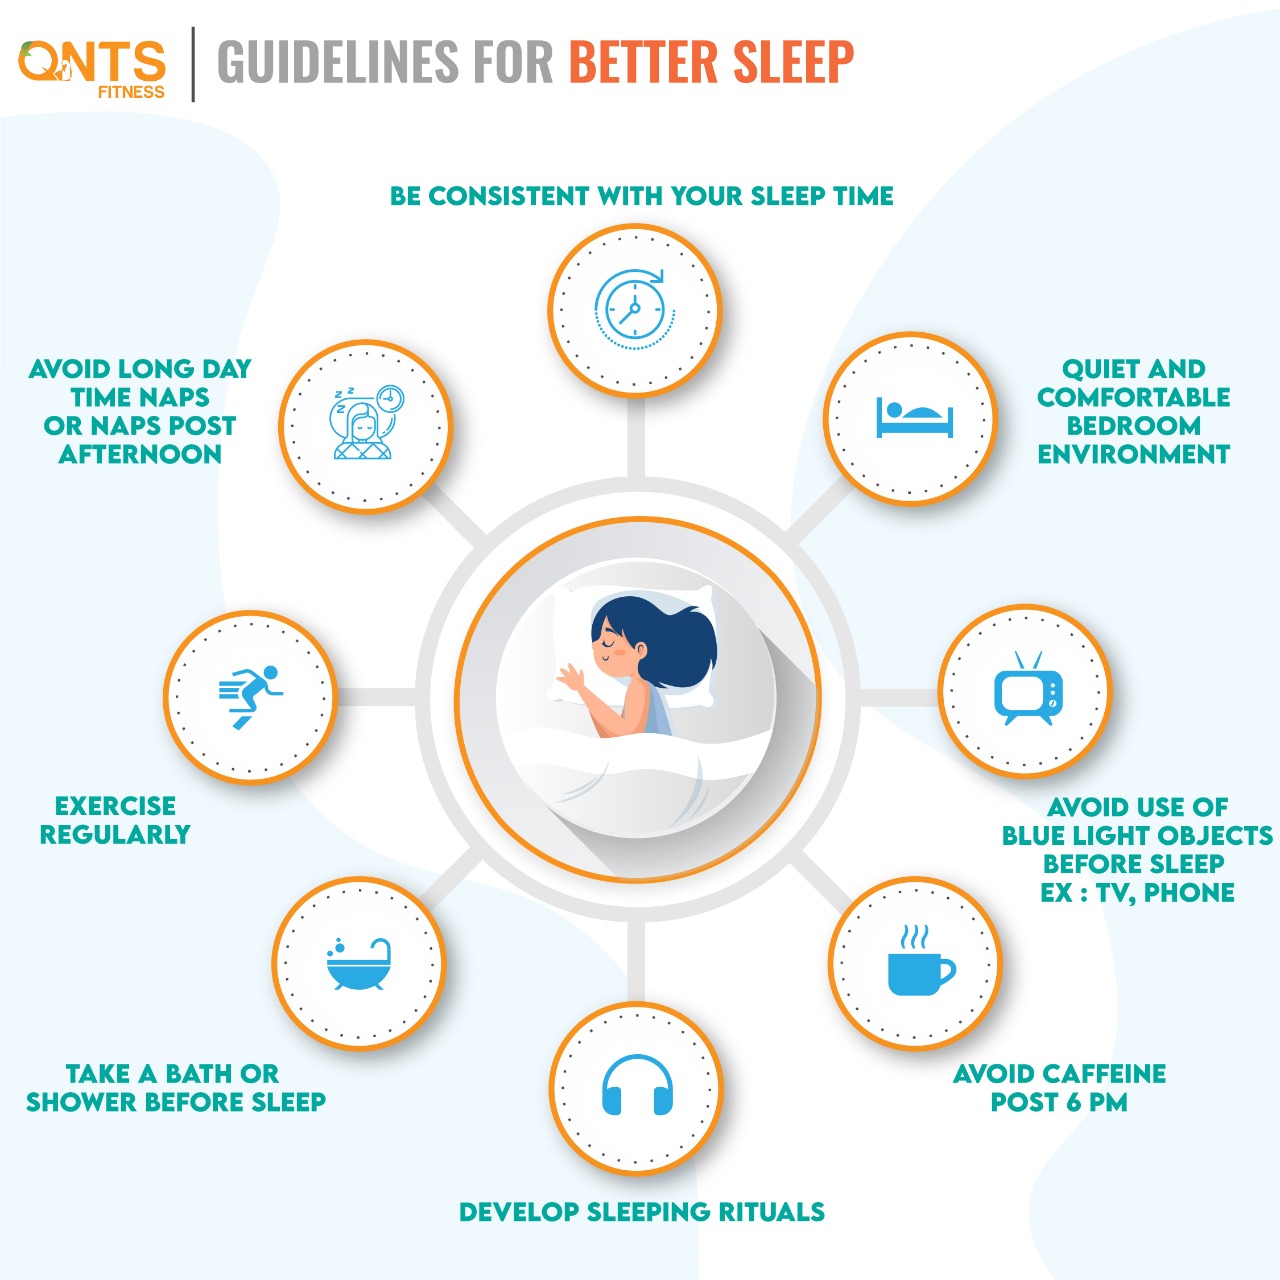 QNTS
FITNESS
GUIDELINES FOR BETTER SLEEP
BE CONSISTENT WITH YOUR SLEEP TIME
QUIET AND
COMFORTABLE
BEDROOM
ENVIRONMENT
AVOID USE OF
BLUE LIGHT OBJECTS
BEFORE SLEEP
EX : TV, PHONE
AVOID CAFFEINE
POST 6 PM
DEVELOP SLEEPING RITUALS
TAKE A BATH OR
SHOWER BEFORE SLEEP
EXERCISE
REGULARLY
AVOID LONG DAY
TIME NAPS
OR NAPS POST
AFTERNOON
z z
z